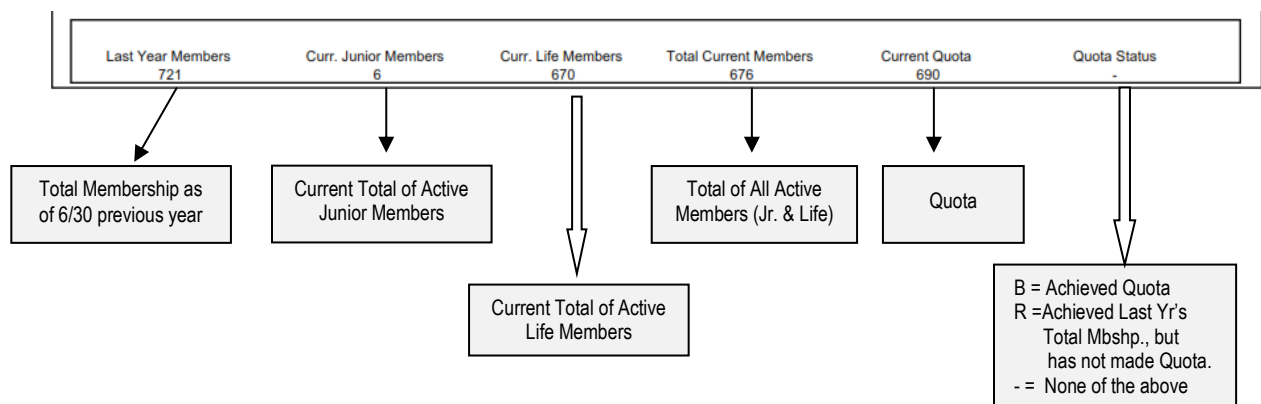 Last Year Members Curr. Junior Members Curr. Life Members Total Current Members Current Quota Quota Status
721 6 670 676 690 -
Total Membership as
of 6/30 previous year
Current Total of Active
Junior Members
Total of All Active
Members (Jr. & Life)
Quota
Current Total of Active
Life Members
B = Achieved Quota
R =Achieved Last Yr's
Total Mbshp., but
has not made Quota.
- = None of the above